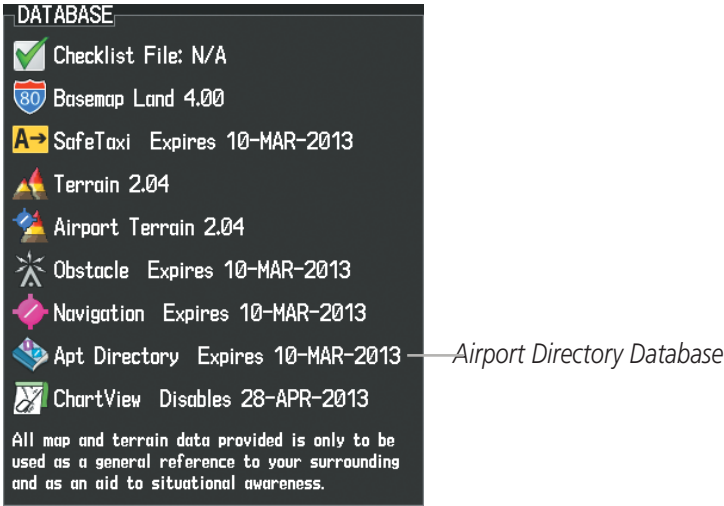 DATABASE
Checklist File: N/A
80 Basemap Land 4.00
A→ SafeTaxi Expires 10-MAR-2013
Terrain 2.04
Airport Terrain 2.04
Obstacle Expires 10-MAR-2013
Navigation Expires 10-MAR-2013
Apt Directory Expires 10-MAR-2013 Airport Directory Database
ChartView Disables 28-APR-2013
All map and terrain data provided is only to be
used as a general reference to your surrounding
and as an aid to situational awareness.